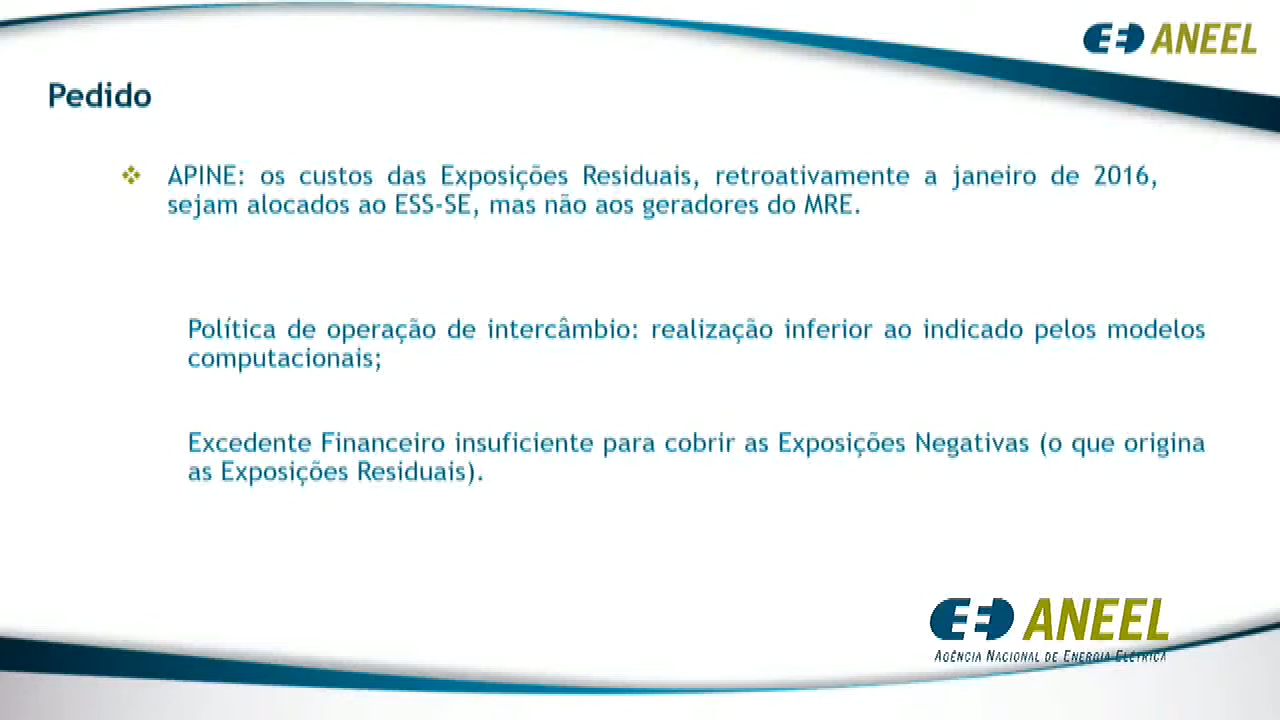 ANEEL
Pedido
APINE: os custos das Exposições Residuais, retroativamente a janeiro de 2016,
sejam alocados ao ESS-SE, mas não aos geradores do MRE.
Política de operação de intercâmbio: realização inferior ao indicado pelos modelos
computacionais;
Excedente Financeiro insuficiente para cobrir as Exposições Negativas (o que origina
as Exposições Residuais).
ANEEL
AGÊNCIA NACIONAL DE ENERGIA ELÉTRICA